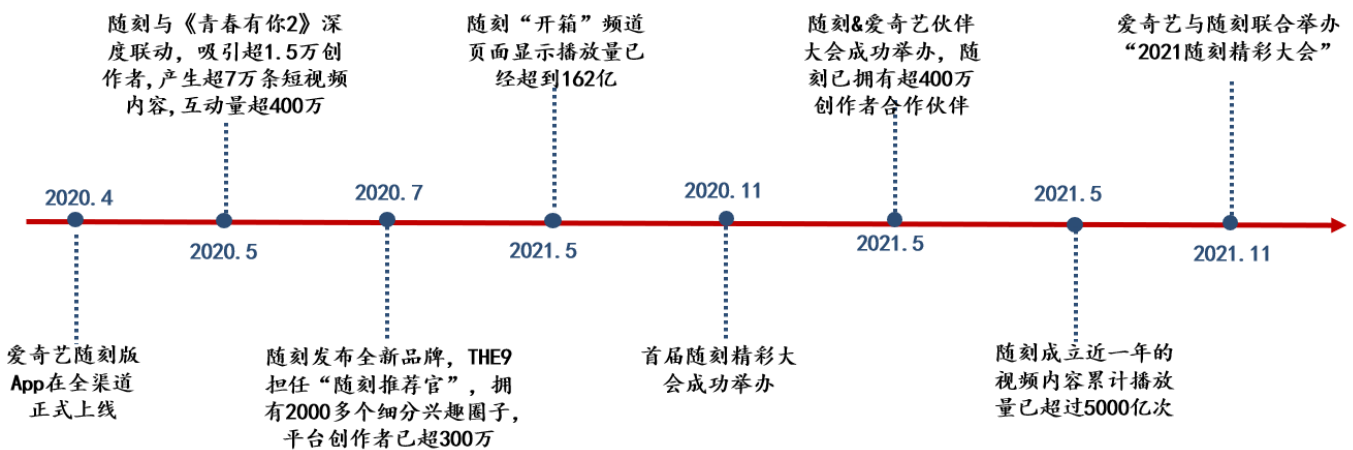 随刻与《青春有你2》深
度联动，吸引超1.5万创
作者,产生超7万条短视频
内容,互动量超400万
随刻“开箱”频道
页面显示播放量已
经超到162亿
随刻&爱奇艺伙伴
大会成功举办，随
刻已拥有超400万
创作者合作伙伴
爱奇艺与随刻联合举办
“2021随刻精彩大会”
2020.4
2020.5
2020.7
2021.5
2020.11
2021.5
2021.5
2021.11
爱奇艺随刻版
App在全渠道
正式上线
随刻发布全新品牌，THE9
担任“随刻推荐官”，拥
有2000多个细分兴趣圈子，
平台创作者已超300万
首届随刻精彩大
会成功举办
随刻成立近一年的
视频内容累计播放
量已超过5000亿次